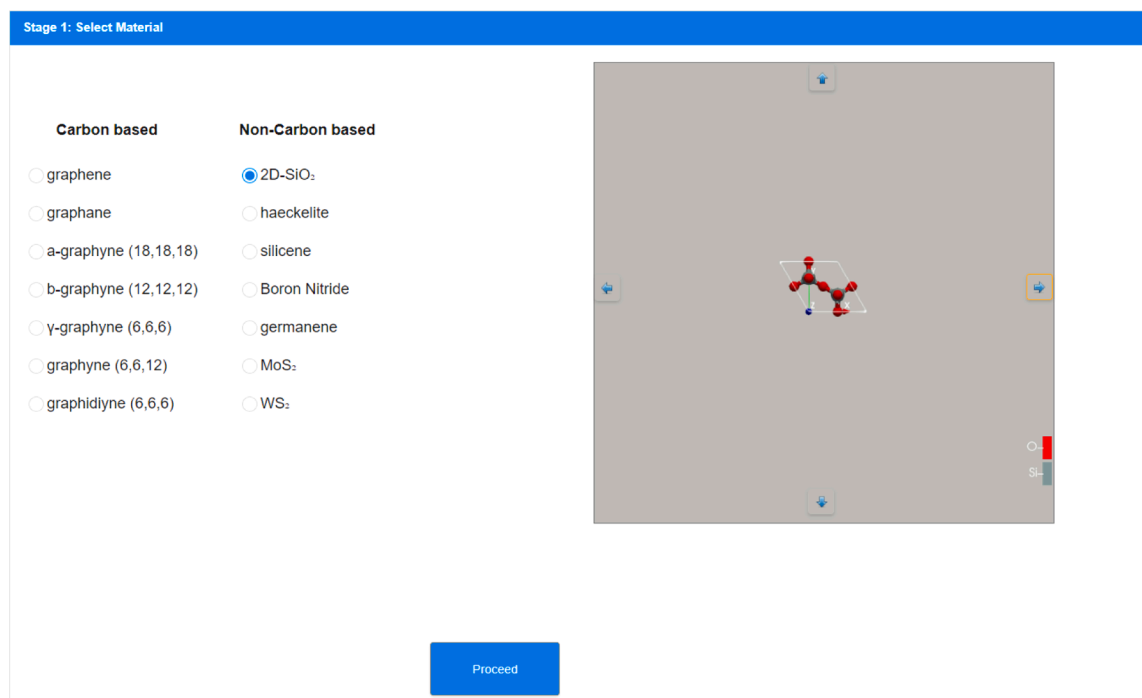 Stage 1: Select Material
Carbon based
Non-Carbon based
graphene
2D-SiO₂
graphane
haeckelite
a-graphyne (18,18,18)
silicene
b-graphyne (12,12,12)
Boron Nitride
γ-graphyne (6,6,6)
germanene
graphyne (6,6,12)
MoS₂
graphidiyne (6,6,6)
WS₂
Y
Z
X
O
Si
Proceed